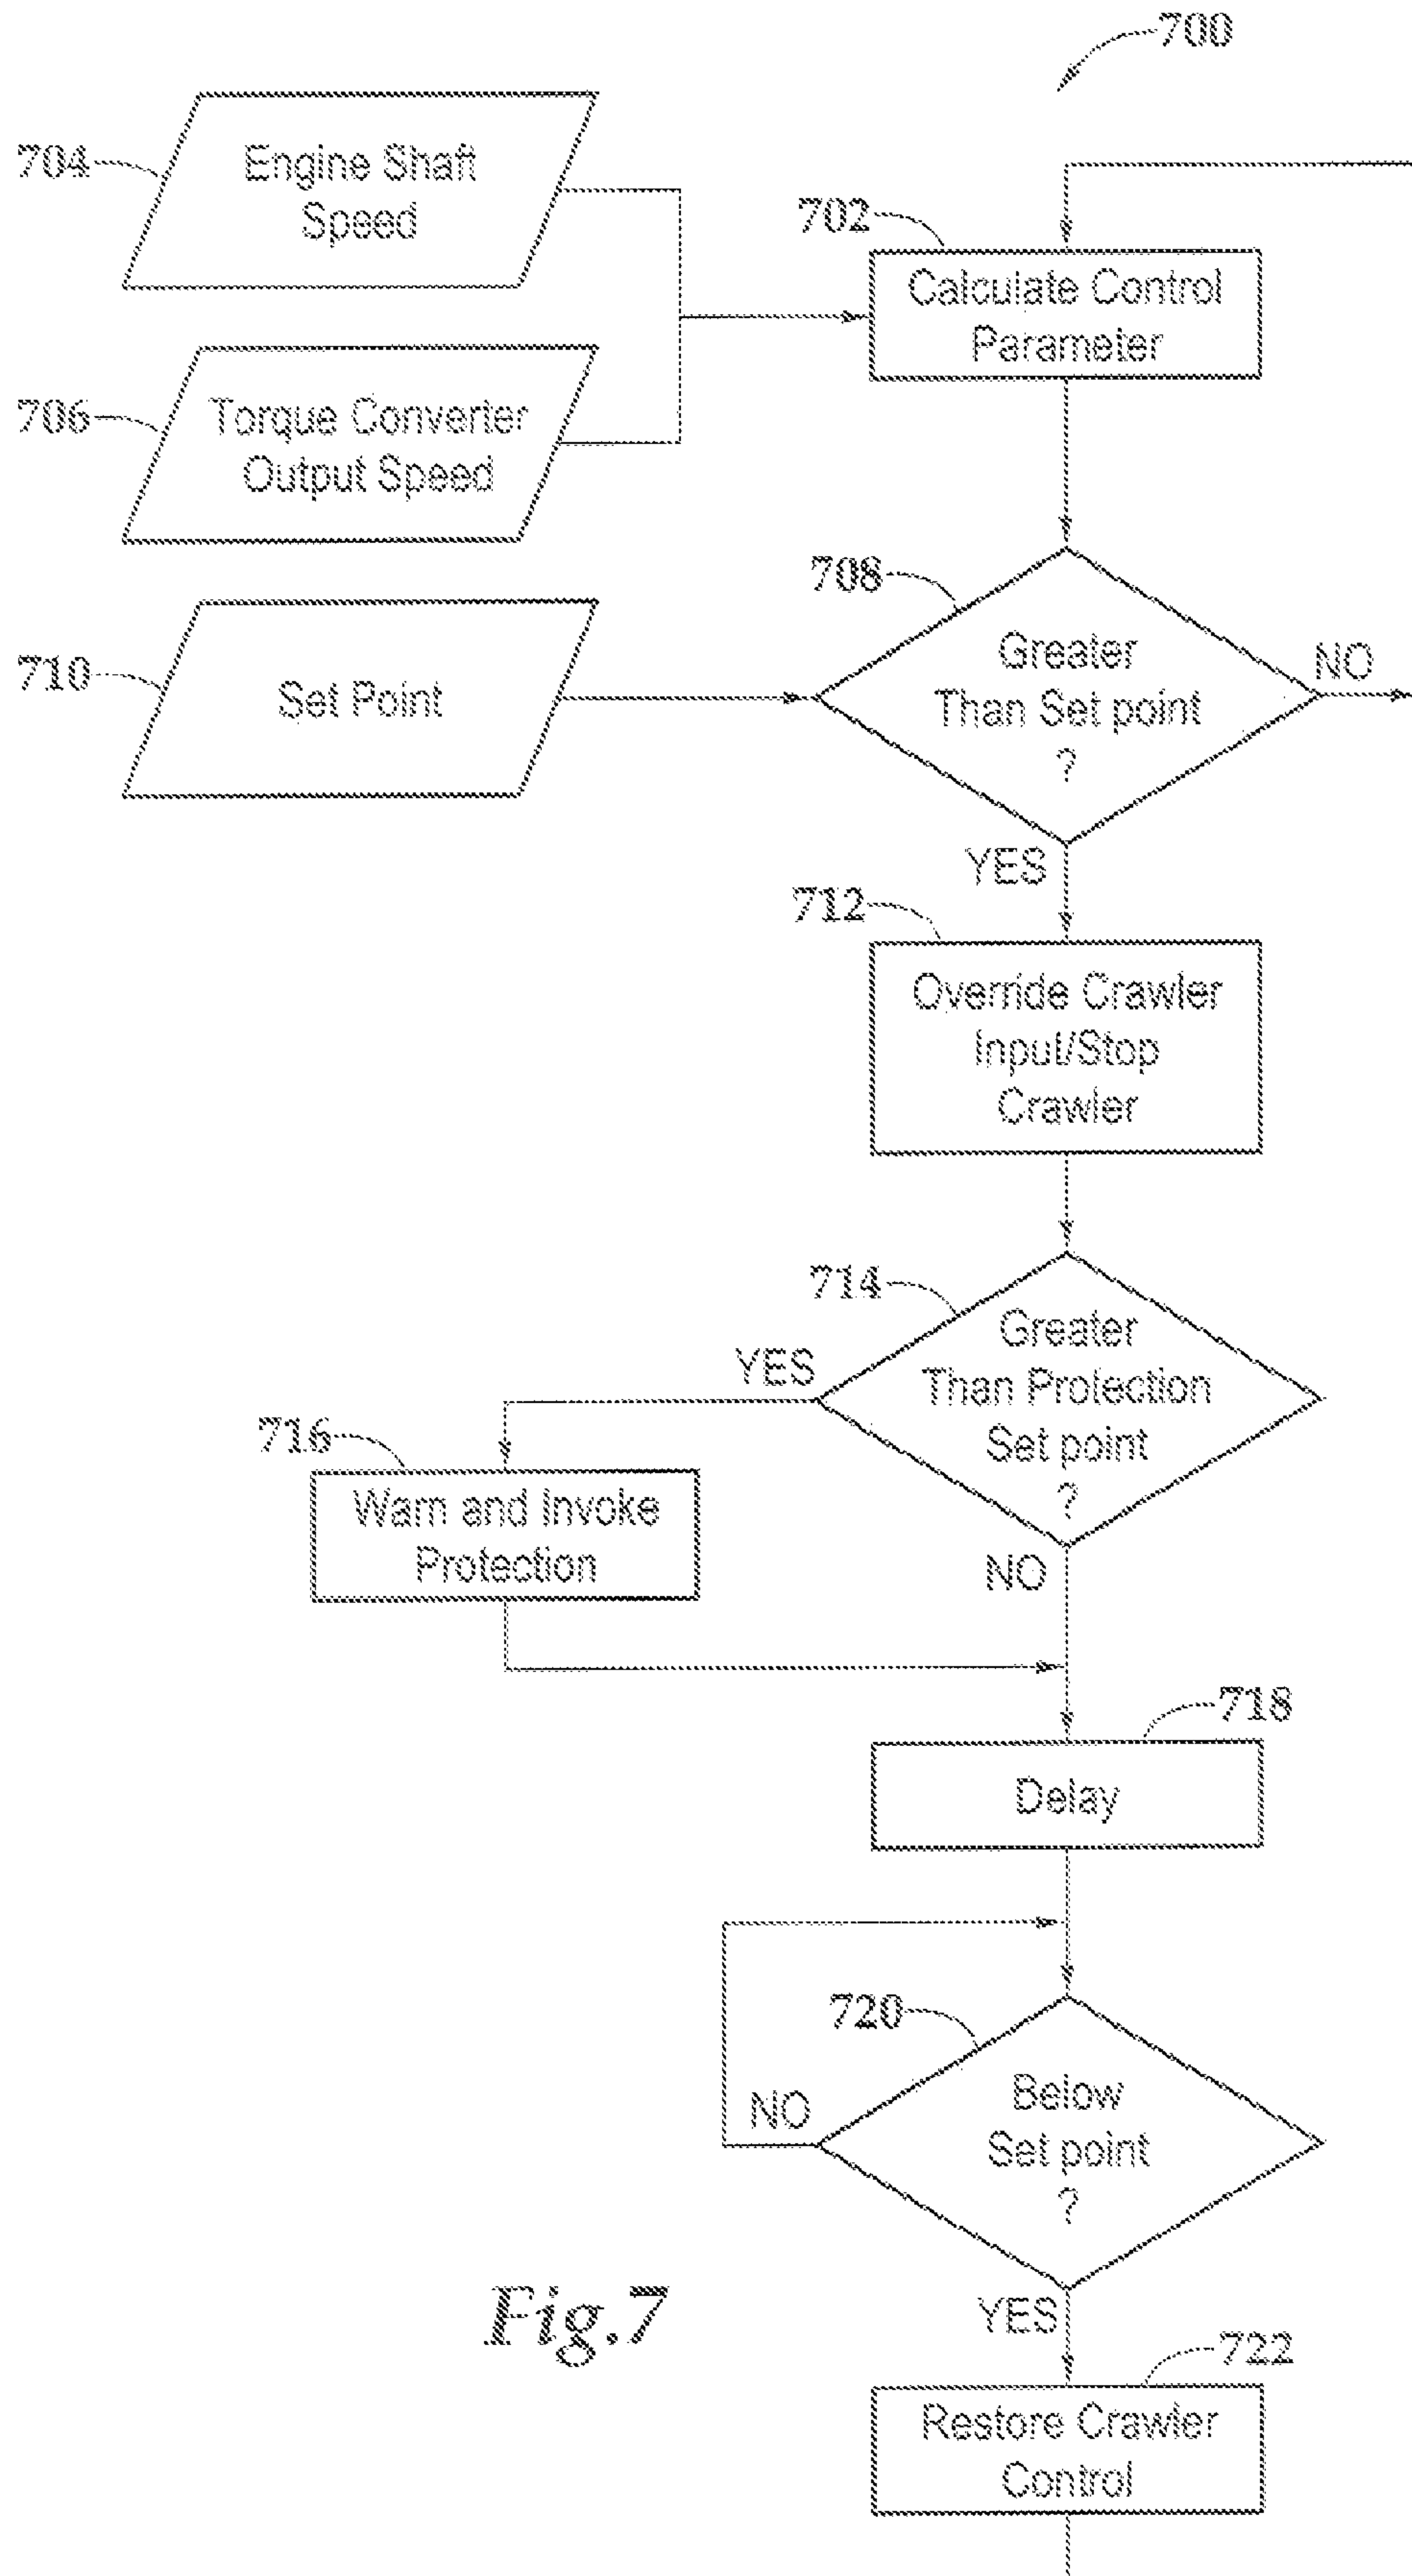 700
704
Engine Shaft
Speed
702
Calculate Control
Parameter
706
Torque Converter
Output Speed
708
Greater
Than Set point
?
NO
710
Set Point
YES
712
Override Crawler
Input/Stop
Crawler
714
Greater
Than Protection
Set point
?
YES
716
Warn and Invoke
Protection
NO
718
Delay
720
Below
Set point
?
NO
YES
Fig.7
722
Restore Crawler
Control